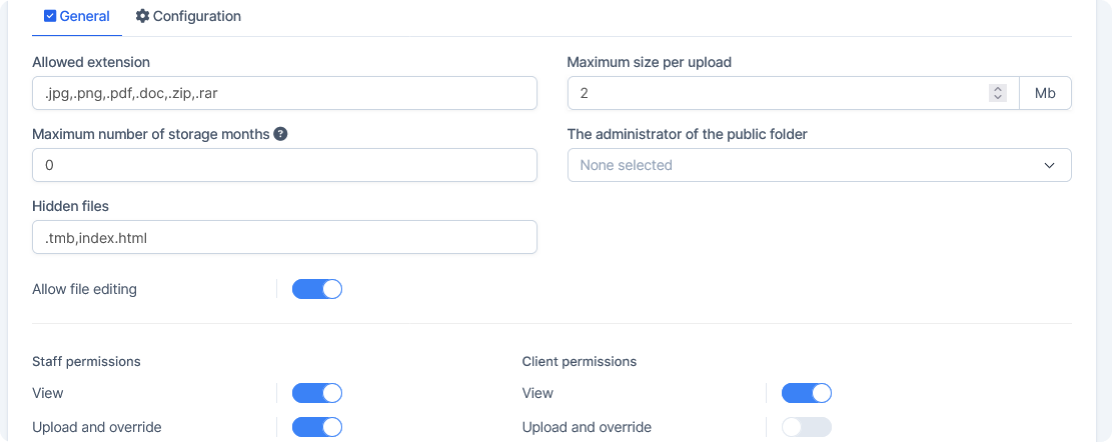 General Configuration
Allowed extension Maximum size per upload
.jpg,.png,.pdf,.doc,.zip,.rar 2 Mb
Maximum number of storage months ? The administrator of the public folder
0 None selected
Hidden files
.tmb,index.html
Allow file editing
Staff permissions Client permissions
View View
Upload and override Upload and override